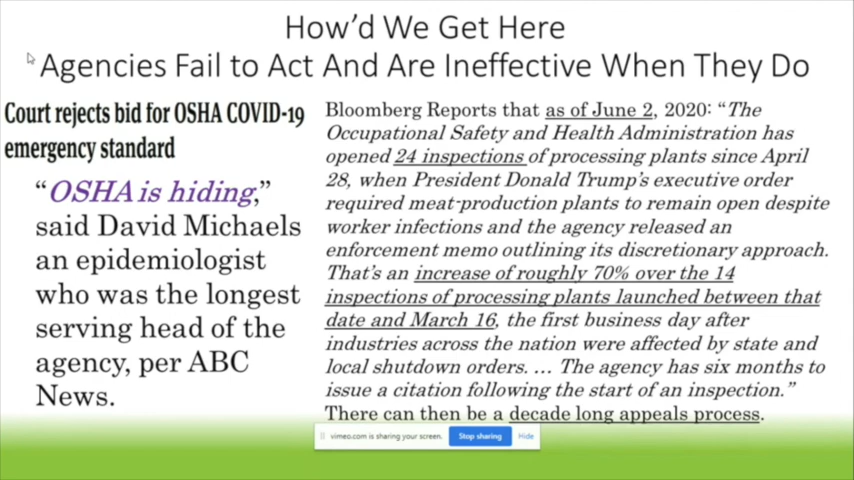 How'd We Get Here
Agencies Fail to Act And Are Ineffective When They Do
Court rejects bid for OSHA COVID-19
emergency standard
“OSHA is hiding,”
said David Michaels
an epidemiologist
who was the longest
serving head of the
agency, per ABC
News.
Bloomberg Reports that as of June 2, 2020: “The
Occupational Safety and Health Administration has
opened 24 inspections of processing plants since April
28, when President Donald Trump's executive order
required meat-production plants to remain open despite
worker infections and the agency released an
enforcement memo outlining its discretionary approach.
That's an increase of roughly 70% over the 14
inspections of processing plants launched between that
date and March 16, the first business day after
industries across the nation were affected by state and
local shutdown orders. … The agency has six months to
issue a citation following the start of an inspection.”
There can then be a decade long appeals process.
vimeo.com is sharing your screen. Stop sharing Hide